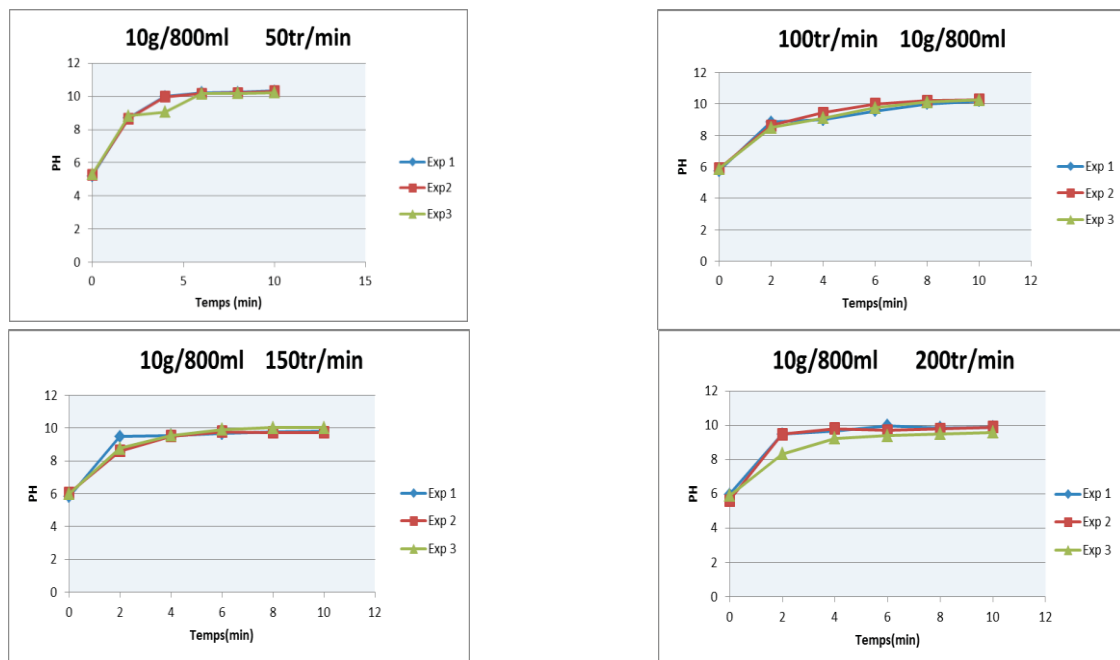 10g/800ml 50tr/min
12
10
8
6
4
2
0
PH
0 5 10 15
Temps (min)
Exp 1
Exp2
Exp3
100tr/min 10g/800ml
12
10
8
6
4
2
0
PH
0 2 4 6 8 10 12
Temps(min)
Exp 1
Exp 2
Exp 3
10g/800ml 150tr/min
12
10
8
6
4
2
0
PH
0 2 4 6 8 10 12
Temps(min)
Exp 1
Exp 2
Exp 3
10g/800ml 200tr/min
12
10
8
6
4
2
0
PH
0 2 4 6 8 10 12
Temps(min)
Exp 1
Exp 2
Exp 3